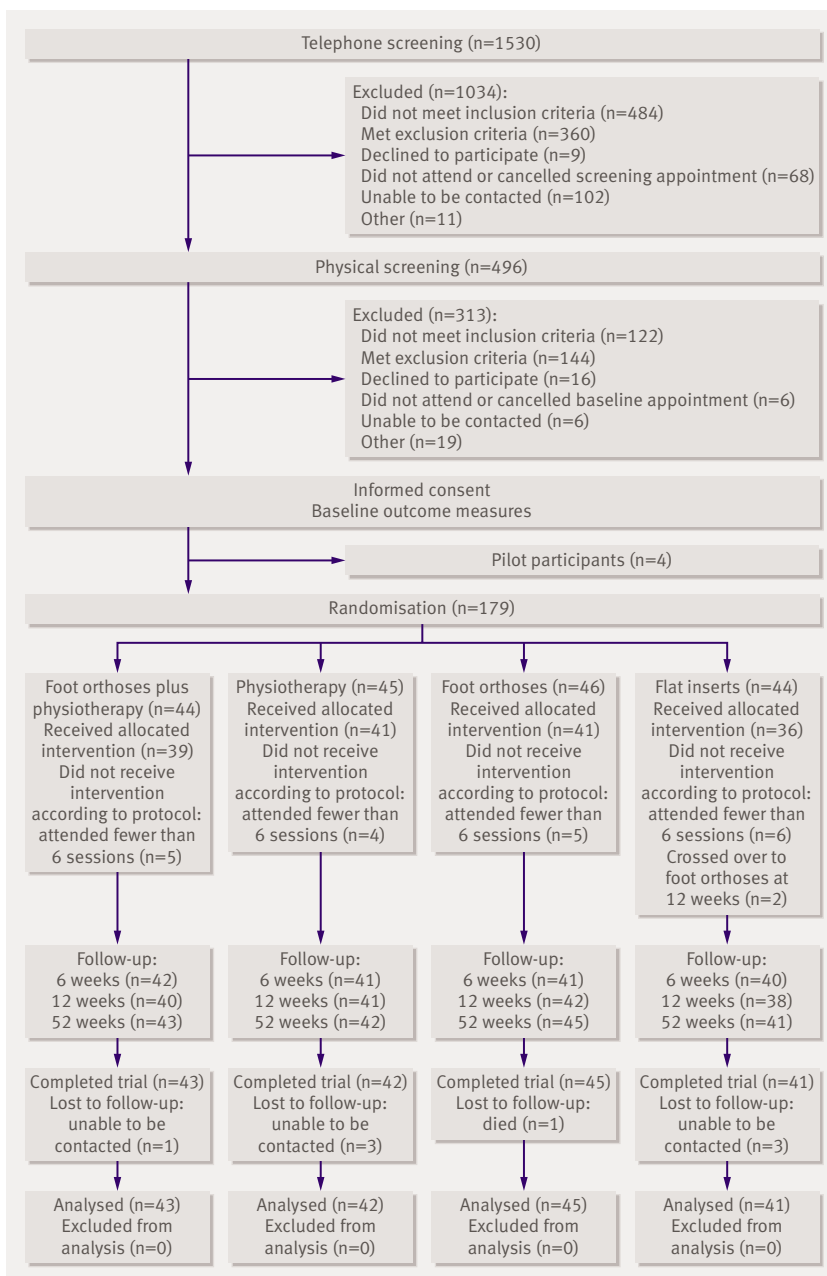 Telephone screening (n=1530)
Excluded (n=1034):
Did not meet inclusion criteria (n=484)
Met exclusion criteria (n=360)
Declined to participate (n=9)
Did not attend or cancelled screening appointment (n=68)
Unable to be contacted (n=102)
Other (n=11)
Physical screening (n=496)
Excluded (n=313):
Did not meet inclusion criteria (n=122)
Met exclusion criteria (n=144)
Declined to participate (n=16)
Did not attend or cancelled baseline appointment (n=6)
Unable to be contacted (n=6)
Other (n=19)
Informed consent
Baseline outcome measures
Pilot participants (n=4)
Randomisation (n=179)
Foot orthoses plus
physiotherapy (n=44)
Received allocated
intervention (n=39)
Did not receive
intervention
according to protocol:
attended fewer than
6 sessions (n=5)
Physiotherapy (n=45)
Received allocated
intervention (n=41)
Did not receive
intervention
according to protocol:
attended fewer than
6 sessions (n=4)
Foot orthoses (n=46)
Received allocated
intervention (n=41)
Did not receive
intervention
according to protocol:
attended fewer than
6 sessions (n=5)
Flat inserts (n=44)
Received allocated
intervention (n=36)
Did not receive
intervention
according to protocol:
attended fewer than
6 sessions (n=6)
Crossed over to
foot orthoses at
12 weeks (n=2)
Follow-up:
6 weeks (n=42)
12 weeks (n=40)
52 weeks (n=43)
Follow-up:
6 weeks (n=41)
12 weeks (n=41)
52 weeks (n=42)
Follow-up:
6 weeks (n=41)
12 weeks (n=42)
52 weeks (n=45)
Follow-up:
6 weeks (n=40)
12 weeks (n=38)
52 weeks (n=41)
Completed trial (n=43)
Lost to follow-up:
unable to be
contacted (n=1)
Completed trial (n=42)
Lost to follow-up:
unable to be
contacted (n=3)
Completed trial (n=45)
Lost to follow-up:
died (n=1)
Completed trial (n=41)
Lost to follow-up:
unable to be
contacted (n=3)
Analysed (n=43)
Excluded from
analysis (n=0)
Analysed (n=42)
Excluded from
analysis (n=0)
Analysed (n=45)
Excluded from
analysis (n=0)
Analysed (n=41)
Excluded from
analysis (n=0)